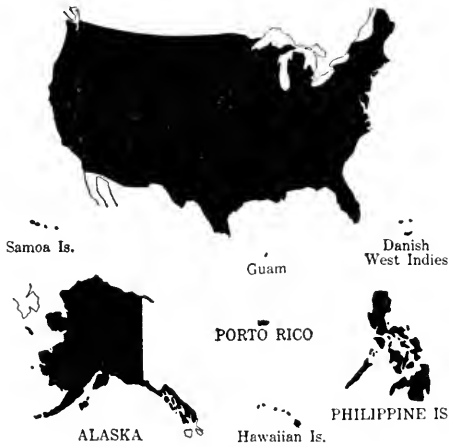 Samoa Is.
Guam
Danish
West Indies
PORTO RICO
ALASKA
Hawaiian Is.
PHILIPPINE IS